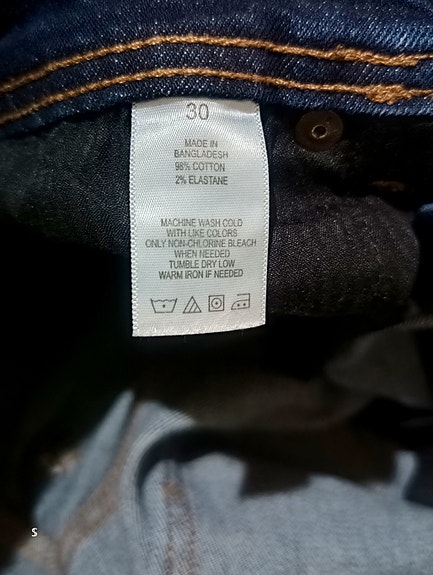 30
MADE IN
BANGLADESH
98% COTTON
2% ELASTANE
MACHINE WASH COLD
WITH LIKE COLORS
ONLY NON-CHLORINE BLEACH
WHEN NEEDED
TUMBLE DRY LOW
WARM IRON IF NEEDED
S